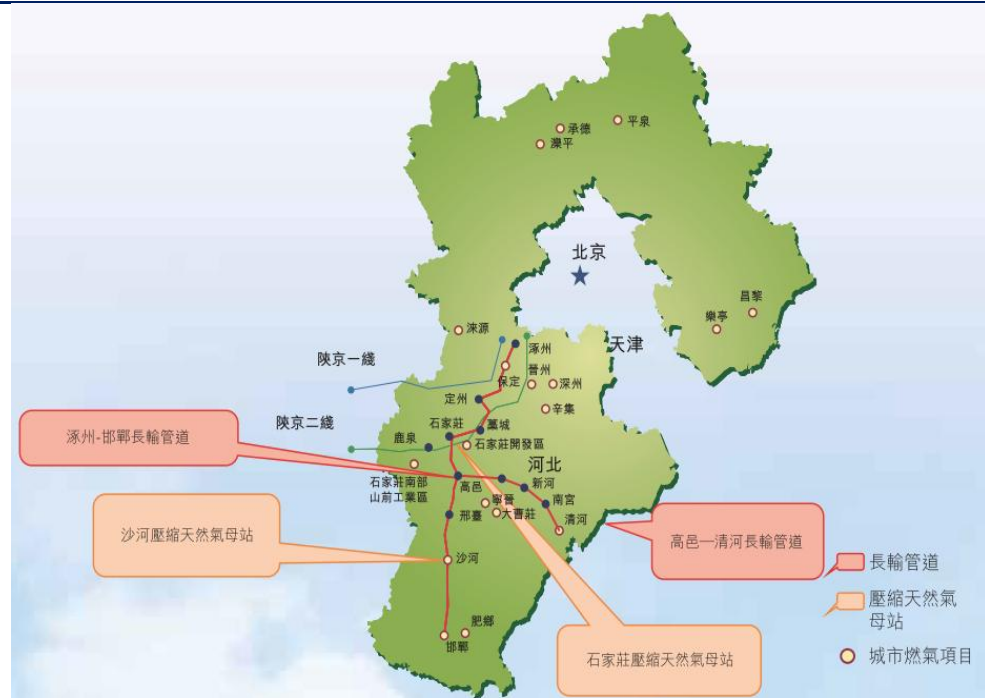 承德
平泉
灤平
北京
昌黎
樂亭
淶源
涿州
天津
陝京一綫
保定
晉州
深州
定州
辛集
陝京二綫
石家莊
藁城
鹿泉
石家莊開發區
涿州-邯鄲長輸管道
河北
石家莊南部
山前工業區
高邑
新河
寧晉
南宮
大曹莊
邢臺
清河
沙河壓縮天然氣母站
高邑—清河長輸管道
沙河
長輸管道
壓縮天然氣
母站
肥鄉
邯鄲
石家莊壓縮天然氣母站
城市燃氣項目